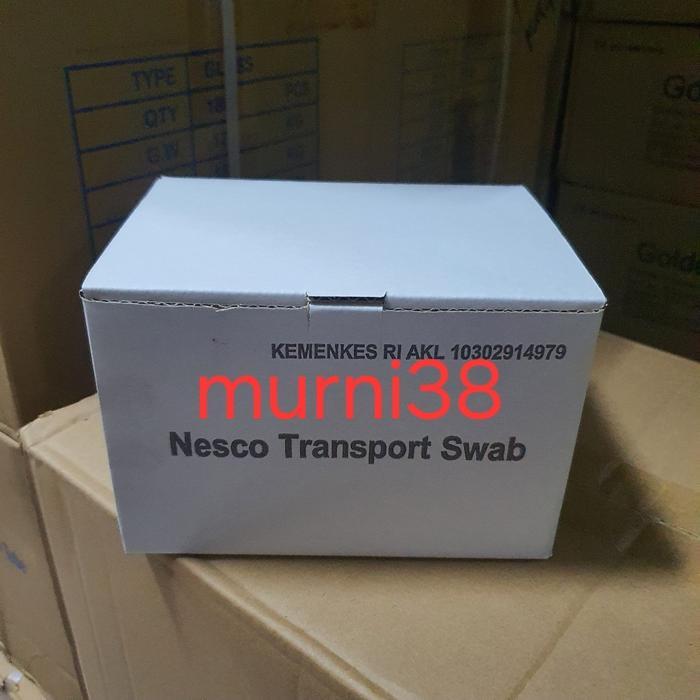 TYPE
QTY
G.W
KEMENKES RI AKL 10302914979
murni38
Nesco Transport Swab